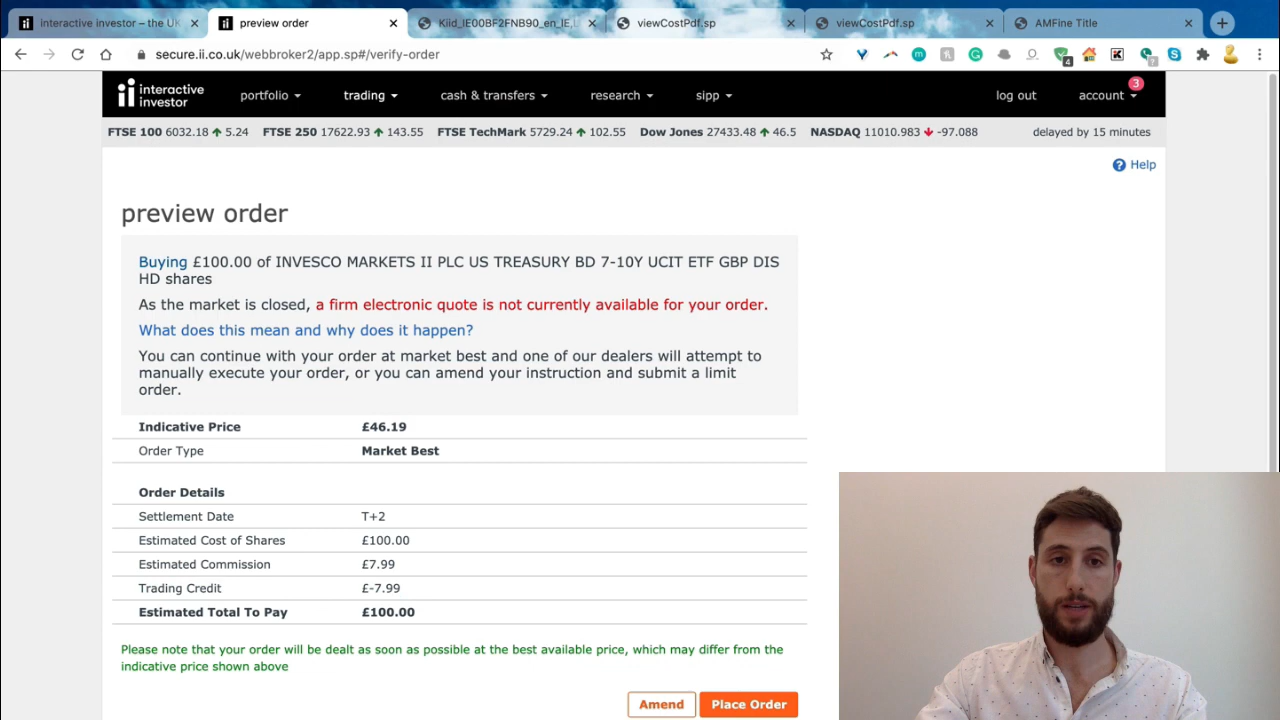 interactive investor – the UK
preview order
Kiid_IE00BF2FNB90_en_IE.
viewCostPdf.sp
viewCostPdf.sp
AMFine Title
secure.ii.co.uk/webbroker2/app.sp#/verify-order
4
?
ii interactive investor
portfolio
trading
cash & transfers
research
sipp
log out
account
3
FTSE 100 6032.18 5.24 FTSE 250 17622.93 143.55 FTSE TechMark 5729.24 102.55 Dow Jones 27433.48 46.5 NASDAQ 11010.983 -97.088 delayed by 15 minutes
? Help
preview order
Buying £100.00 of INVESCO MARKETS II PLC US TREASURY BD 7-10Y UCIT ETF GBP DIS
HD shares
As the market is closed, a firm electronic quote is not currently available for your order.
What does this mean and why does it happen?
You can continue with your order at market best and one of our dealers will attempt to
manually execute your order, or you can amend your instruction and submit a limit
order.
Indicative Price £46.19
Order Type Market Best
Order Details
Settlement Date T+2
Estimated Cost of Shares £100.00
Estimated Commission £7.99
Trading Credit £-7.99
Estimated Total To Pay £100.00
Please note that your order will be dealt as soon as possible at the best available price, which may differ from the
indicative price shown above
Amend Place Order